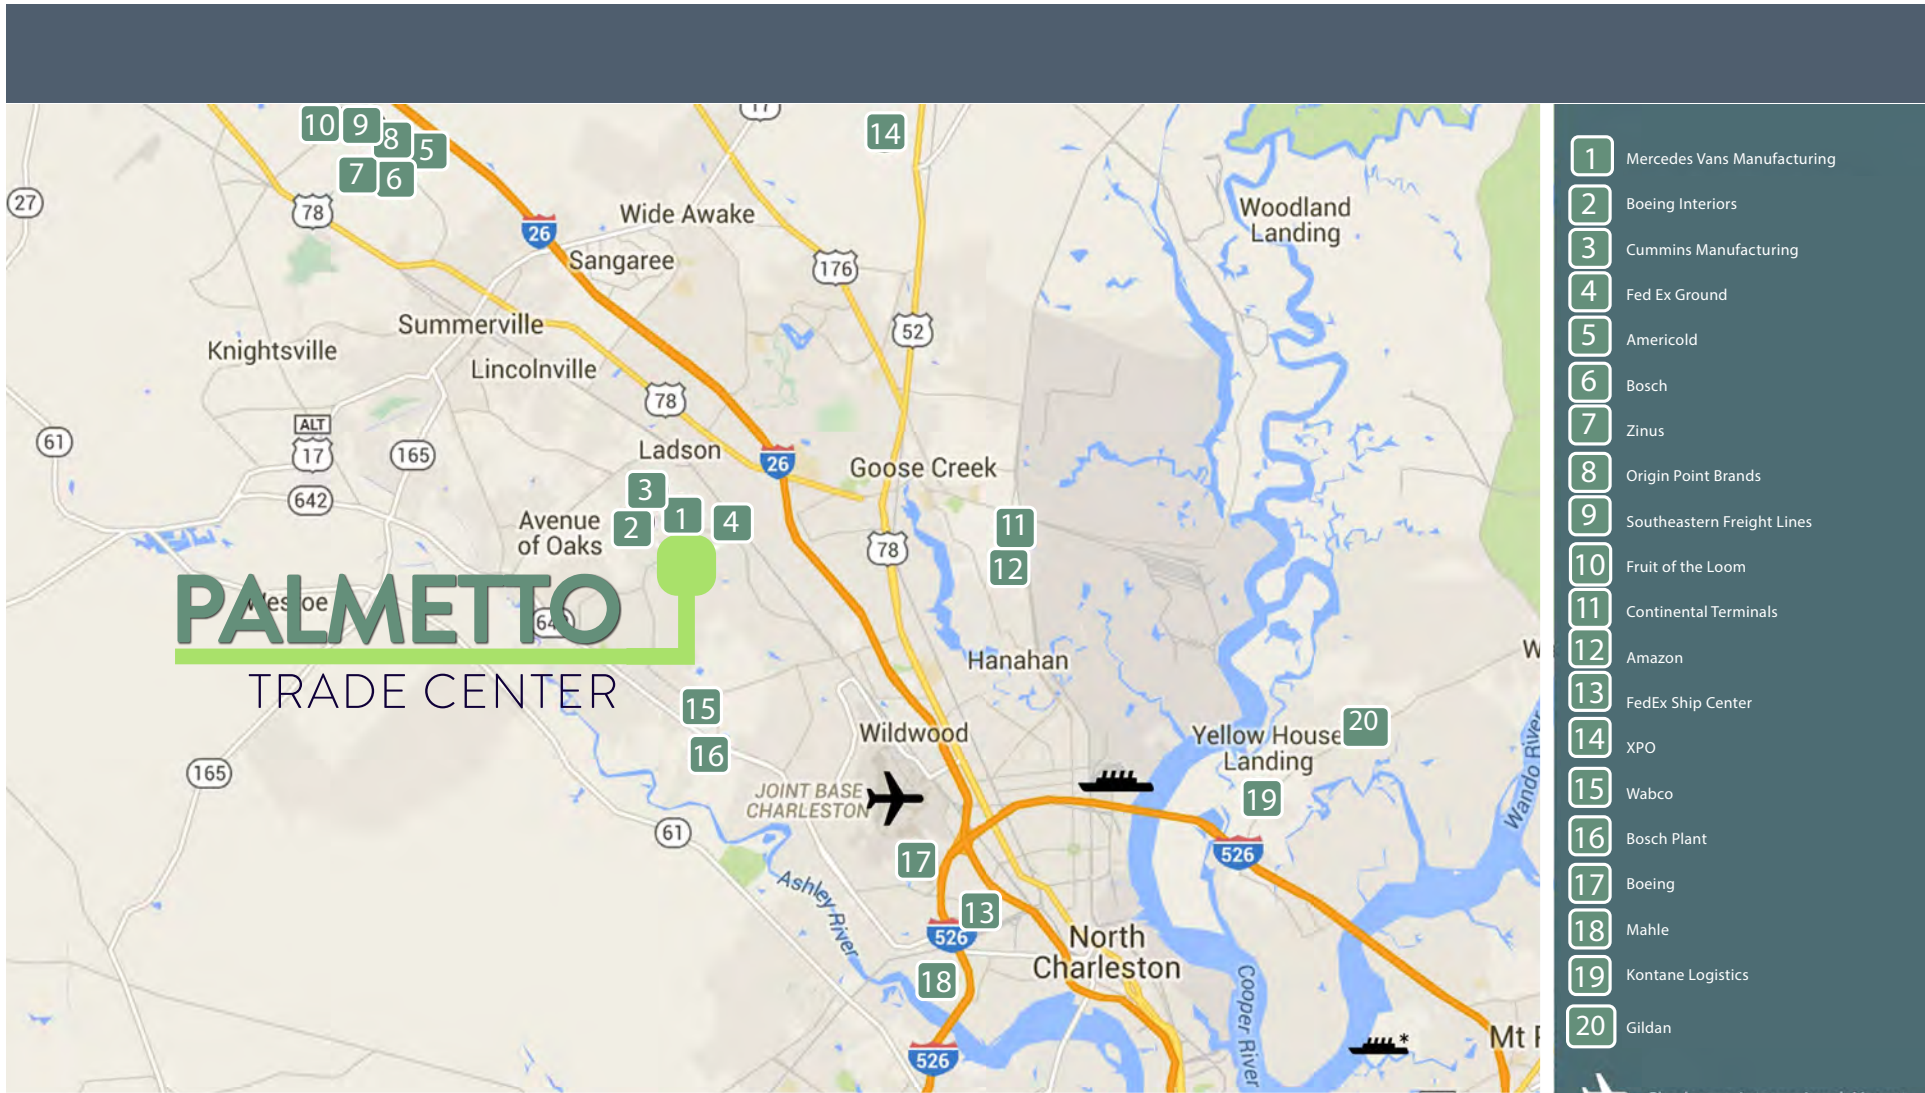 17
10
9
8
5
14
7
6
27
78
26
Wide Awake
Woodland
Landing
Sangaree
176
Summerville
52
Knightsville
Lincolnville
78
ALT
17
61
165
Ladson
26
Goose Creek
642
3
1
4
2
Avenue
of Oaks
11
78
12
PALMETTO
TRADE CENTER
Hanahan
15
16
Wildwood
Yellow House
Landing
20
165
JOINT BASE
CHARLESTON
19
61
526
17
Ashley River
13
526
North
Charleston
18
Cooper River
Wando River
*
526
1 Mercedes Vans Manufacturing
2 Boeing Interiors
3 Cummins Manufacturing
4 Fed Ex Ground
5 Americold
6 Bosch
7 Zinus
8 Origin Point Brands
9 Southeastern Freight Lines
10 Fruit of the Loom
11 Continental Terminals
12 Amazon
13 FedEx Ship Center
14 XPO
15 Wabco
16 Bosch Plant
17 Boeing
18 Mahle
19 Kontane Logistics
20 Gildan